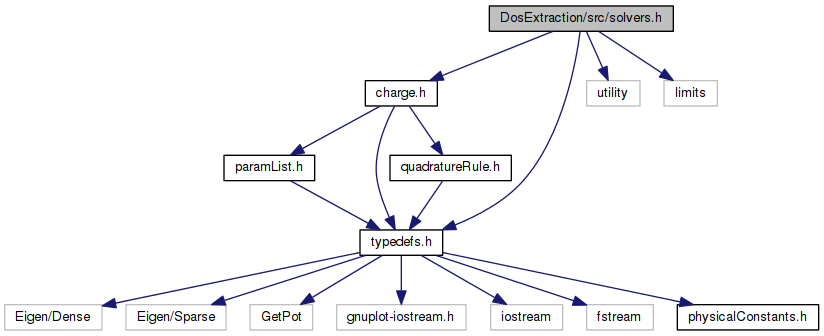 DosExtraction/src/solvers.h
charge.h
utility
limits
paramList.h
quadratureRule.h
typedefs.h
Eigen/Dense
Eigen/Sparse
GetPot
gnuplot-iostream.h
iostream
fstream
physicalConstants.h